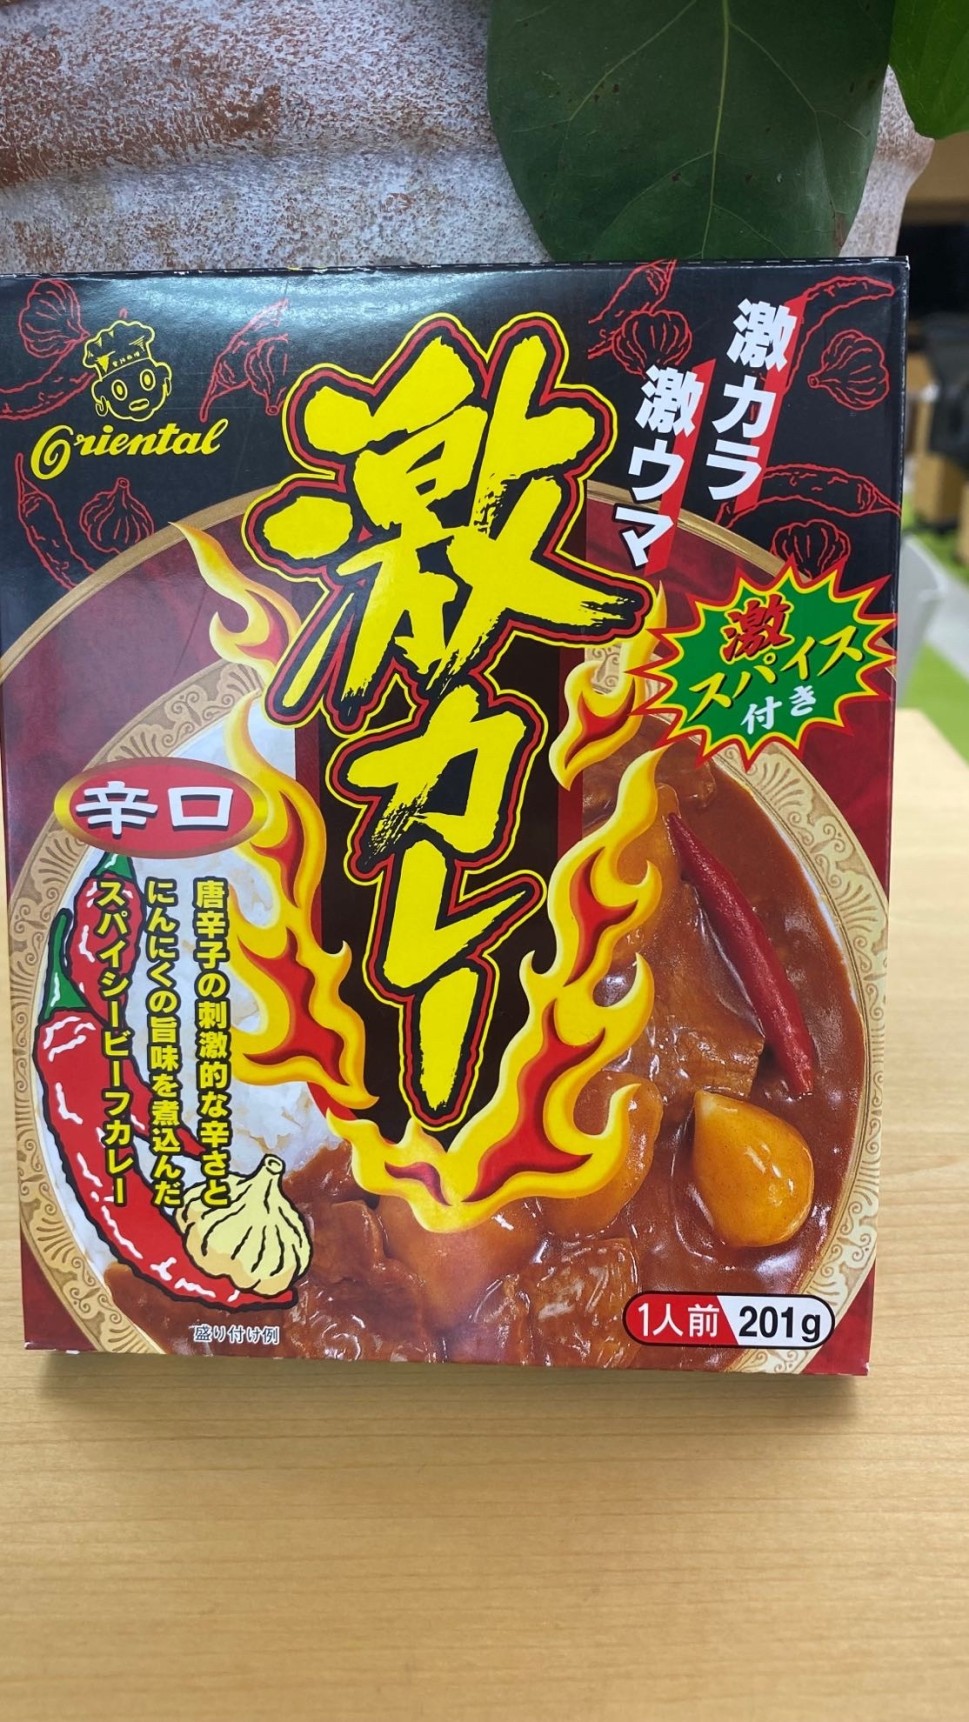 Oriental
激カレー
激カラ
激ウマ
激
スパイス
付き
辛口
唐辛子の刺激的な辛さと
にんにくの旨味を煮込んだ
スパイシービーフカレー
盛り付け例
1人前 201g